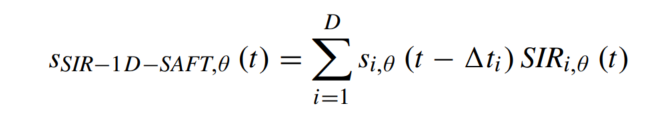 s_{SIR−1D−SAFT,θ} (t) = \sum_{i=1}^{D} s_{i,θ} (t − Δt_i) SIR_{i,θ} (t)